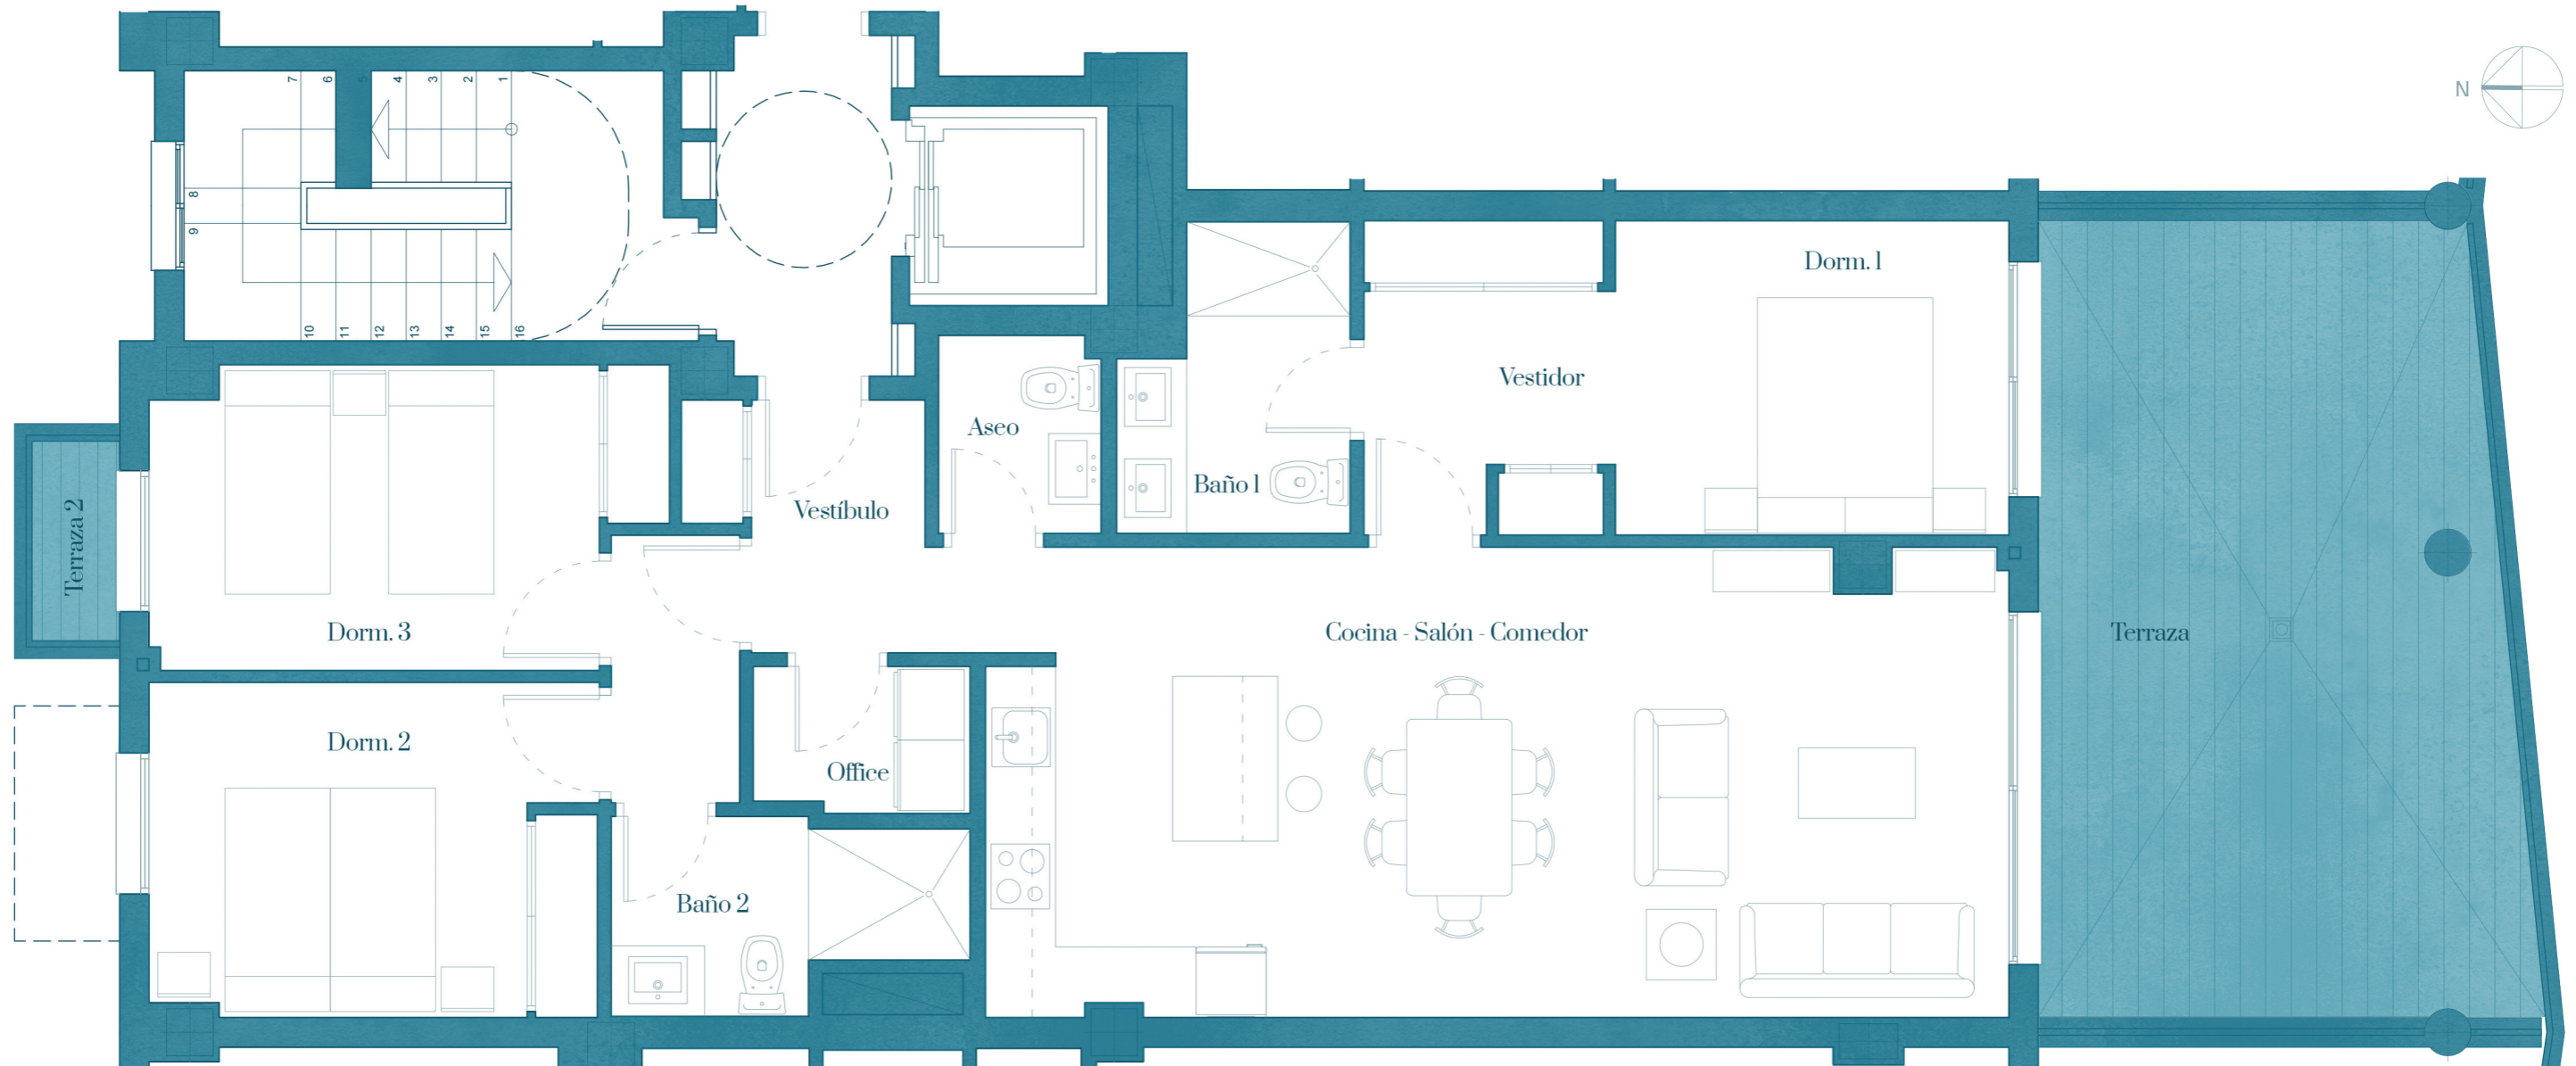 7
6
5
4
3
2
1
8
9
10
11
12
13
14
15
16
N
Dorm. 1
Vestidor
Aseo
Baño 1
Vestíbulo
Terraza 2
Dorm. 3
Cocina - Salón - Comedor
Terraza
Dorm. 2
Office
Baño 2